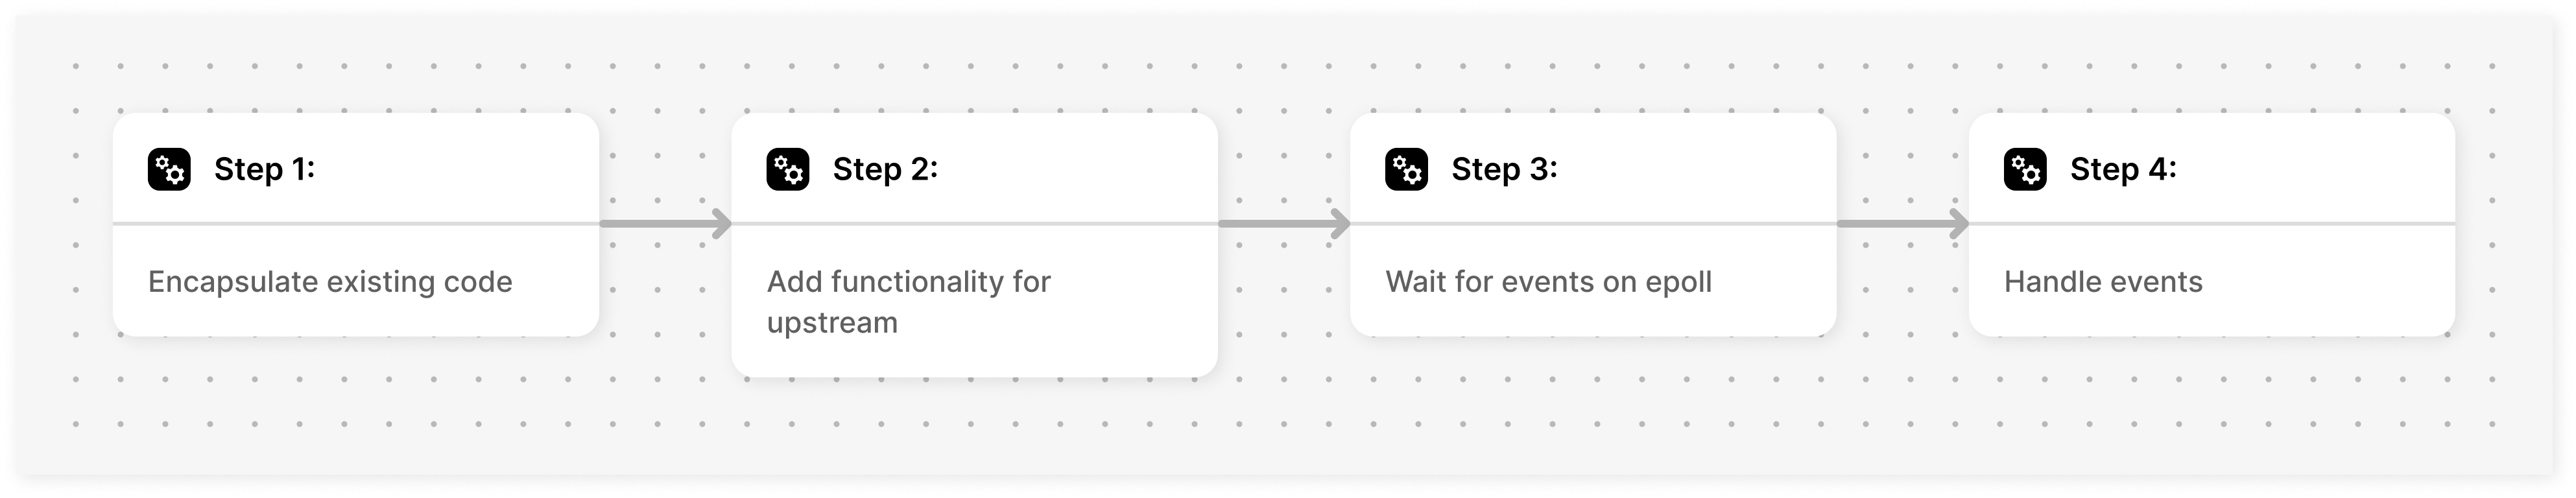 Step 1:
Encapsulate existing code
Step 2:
Add functionality for
upstream
Step 3:
Wait for events on epoll
Step 4:
Handle events